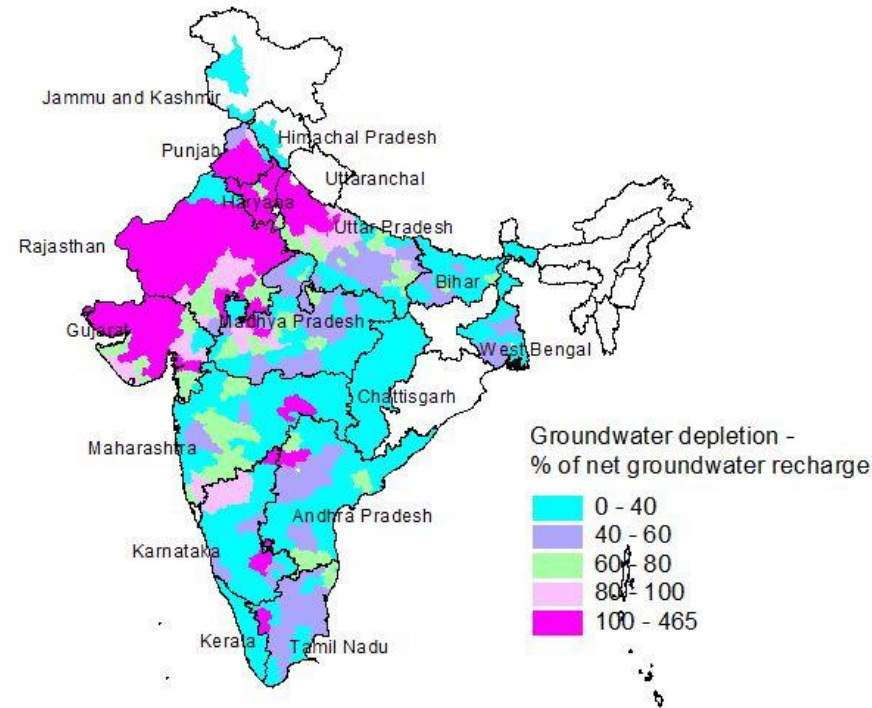 Jammu and Kashmir
Himachal Pradesh
Punjab
Uttaranchal
Haryana
Uttar Pradesh
Rajasthan
Bihar
Gujarat
Madhya Pradesh
West Bengal
Chattisgarh
Maharashtra
Andhra Pradesh
Karnataka
Kerala
Tamil Nadu
Groundwater depletion -
% of net groundwater recharge
0 - 40
40 - 60
60 - 80
80 - 100
100 - 465